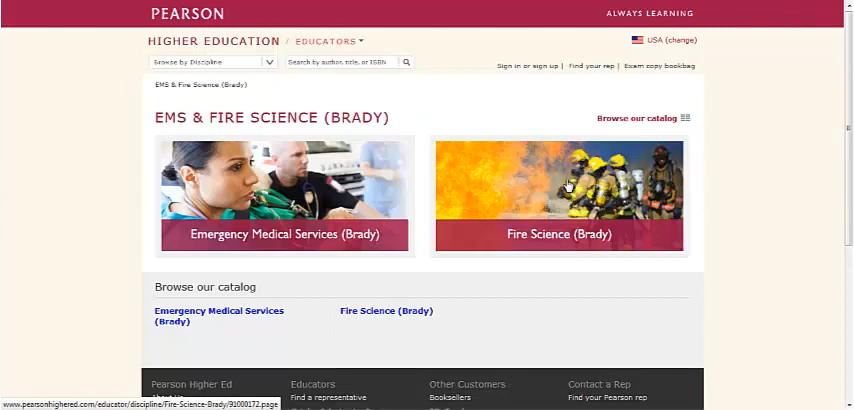 PEARSON
ALWAYS LEARNING
HIGHER EDUCATION / EDUCATORS
USA (change)
Browse by Discipline
Search by author, title, or ISBN
Sign in or sign up | Find your rep | Exam copy bookbag
EMS & Fire Science (Brady)
EMS & FIRE SCIENCE (BRADY)
Browse our catalog
Emergency Medical Services (Brady)
Fire Science (Brady)
Browse our catalog
Emergency Medical Services
(Brady)
Fire Science (Brady)
Pearson Higher Ed
Educators
Other Customers
Contact a Rep
About Us
Find a representative
Booksellers
Find your Pearson rep
www.pearsonhighered.com/educator/discipline/Fire-Science-Brady/91000172.page